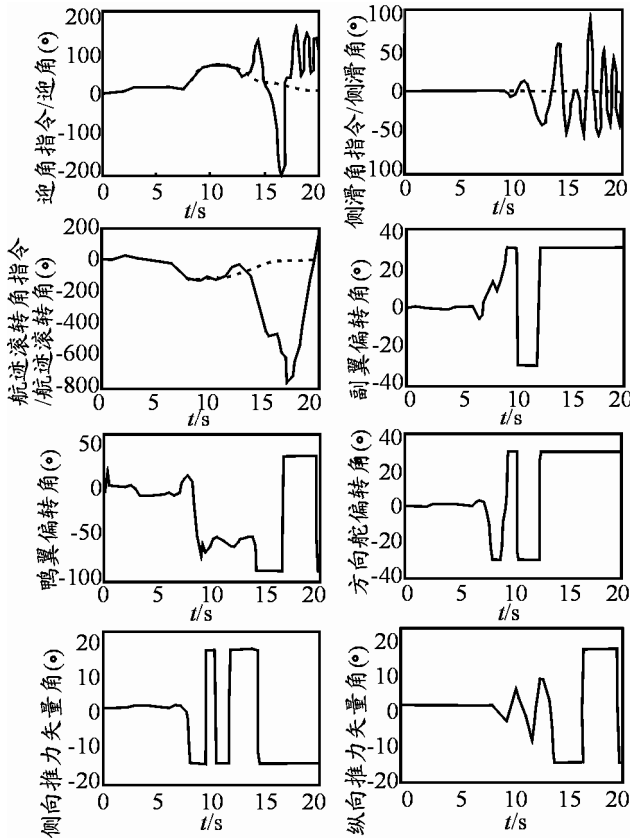 迎角指令/迎角(°)
200
100
0
-100
-200
0 5 10 15 20
t/s
侧滑角指令/侧滑角(°)
100
50
0
-50
100
0 5 10 15 20
t/s
航迹滚转角指令
/航迹滚转角(°)
200
0
-200
-400
-600
-800
0 5 10 15 20
t/s
副翼偏转角(°)
40
20
0
-20
-40
0 5 10 15 20
t/s
鸭翼偏转角(°)
50
0
-50
-100
0 5 10 15 20
t/s
方向舵偏转角(°)
40
20
0
-20
-40
0 5 10 15 20
t/s
侧向推力矢量角(°)
20
10
0
-10
-20
0 5 10 15 20
t/s
纵向推力矢量角(°)
20
10
0
-10
-20
0 5 10 15 20
t/s